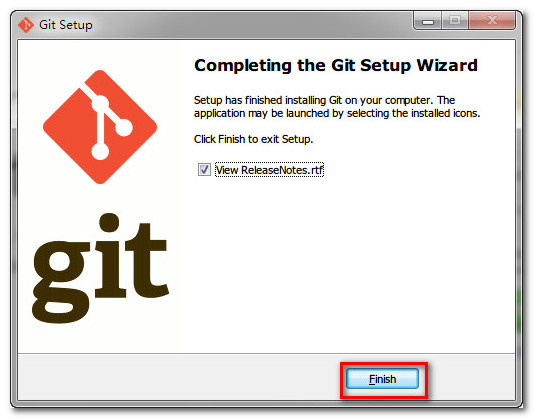 Git Setup
Completing the Git Setup Wizard
Setup has finished installing Git on your computer. The
application may be launched by selecting the installed icons.
Click Finish to exit Setup.
View ReleaseNotes.rtf
git
Finish